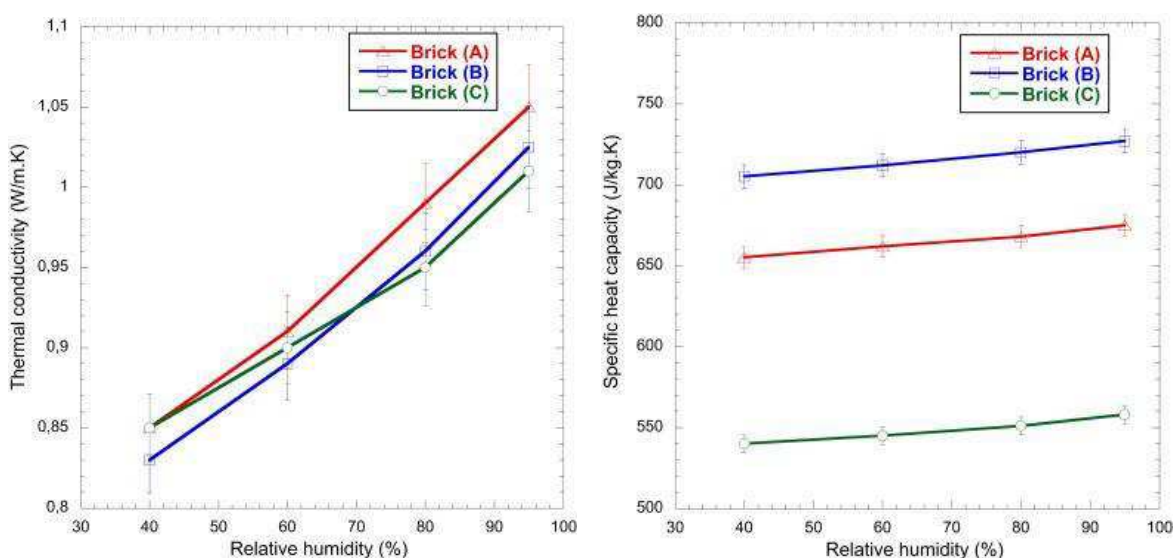 1,1
1,05
1
0,95
0,9
0,85
0,8
Thermal conductivity (W/m.K)
Brick (A)
Brick (B)
Brick (C)
30 40 50 60 70 80 90 100
Relative humidity (%)
800
750
700
650
600
540
500
Specific heat capacity (J/kg.K)
Brick (A)
Brick (B)
Brick (C)
30 40 50 60 70 80 90 100
Relative humidity (%)